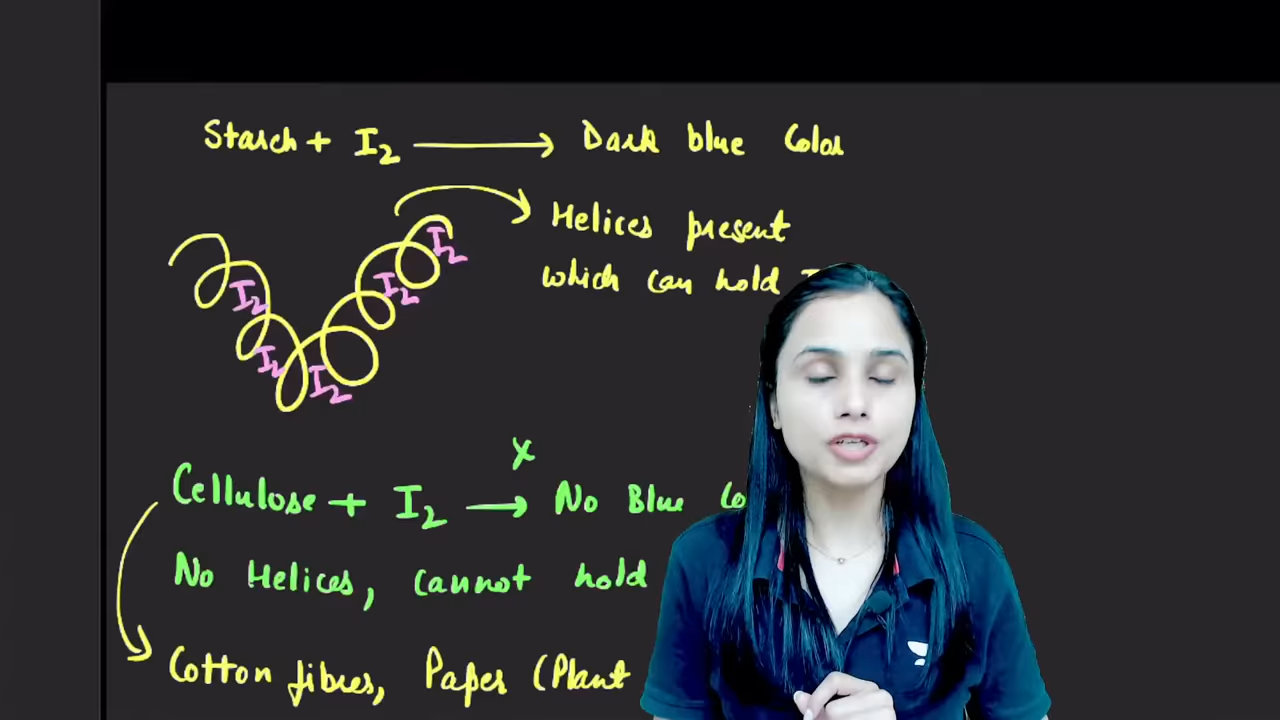 Starch + I2 → Dark blue Color
Helices present
which can hold
I2
I2
I2
I2
I2
Cellulose + I2 → No Blue
x
No Helices, cannot hold
Cotton fibres, Paper (Plant